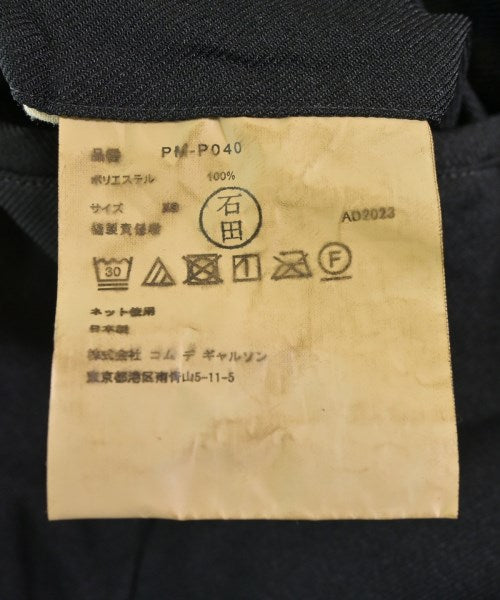 品番 PM-P040
ポリエステル 100%
サイズ XS
縫製責任者 石田
AD2023
30 F
ネット使用
日本製
株式会社 コム デ ギャルソン
東京都港区南青山5-11-5